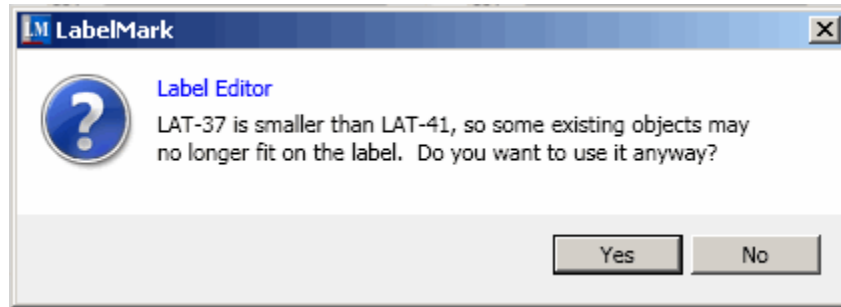 LM LabelMark
Label Editor
LAT-37 is smaller than LAT-41, so some existing objects may
no longer fit on the label. Do you want to use it anyway?
Yes No